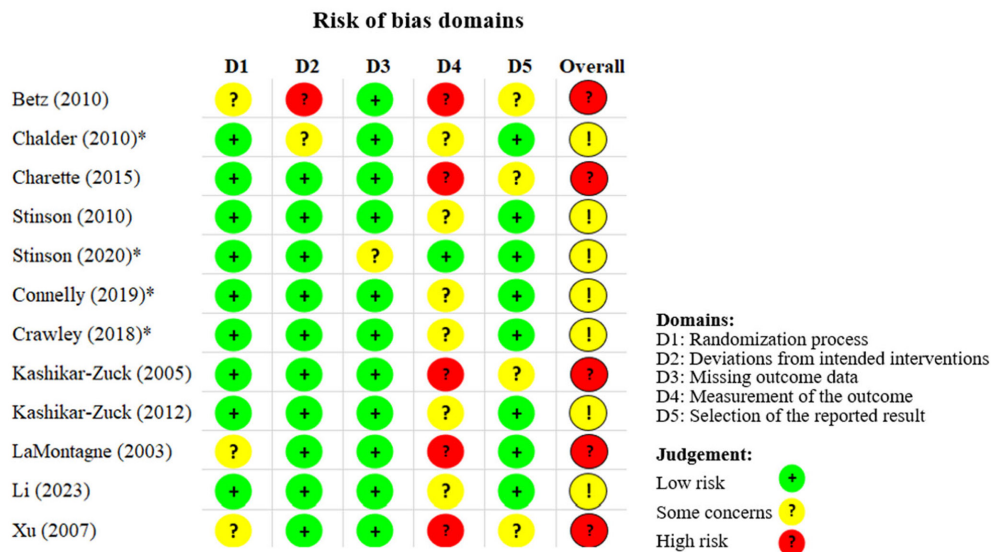 Risk of bias domains
D1 D2 D3 D4 D5 Overall
Betz (2010) ? ? + ? ? ?
Chalder (2010)* + ? + ? + !
Charette (2015) + + + ? ? ?
Stinson (2010) + + + ? + !
Stinson (2020)* + + ? + + !
Connelly (2019)* + + + ? + !
Crawley (2018)* + + + ? + !
Kashikar-Zuck (2005) + + + ? ? ?
Kashikar-Zuck (2012) + + + ? + !
LaMontagne (2003) ? + + ? + ?
Li (2023) + + + ? + !
Xu (2007) ? + + ? ? ?
Domains:
D1: Randomization process
D2: Deviations from intended interventions
D3: Missing outcome data
D4: Measurement of the outcome
D5: Selection of the reported result
Judgement:
Low risk +
Some concerns ?
High risk ?